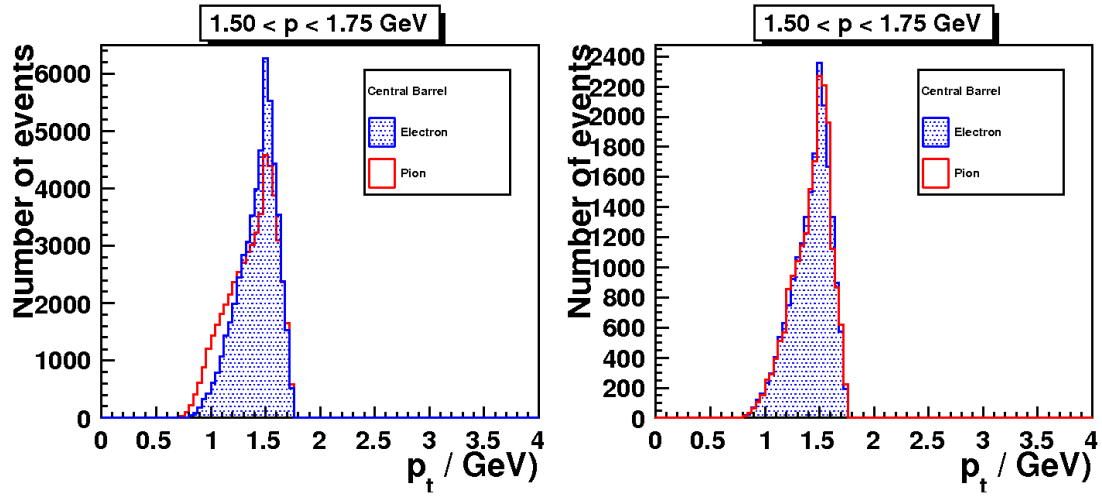 1.50 < p < 1.75 GeV
Number of events
6000
5000
4000
3000
2000
1000
0
Central Barrel
Electron
Pion
0 0.5 1 1.5 2 2.5 3 3.5 4
p_t / GeV)
1.50 < p < 1.75 GeV
Number of events
2400
2200
2000
1800
1600
1400
1200
1000
800
600
400
200
0
Central Barrel
Electron
Pion
0 0.5 1 1.5 2 2.5 3 3.5 4
p_t / GeV)